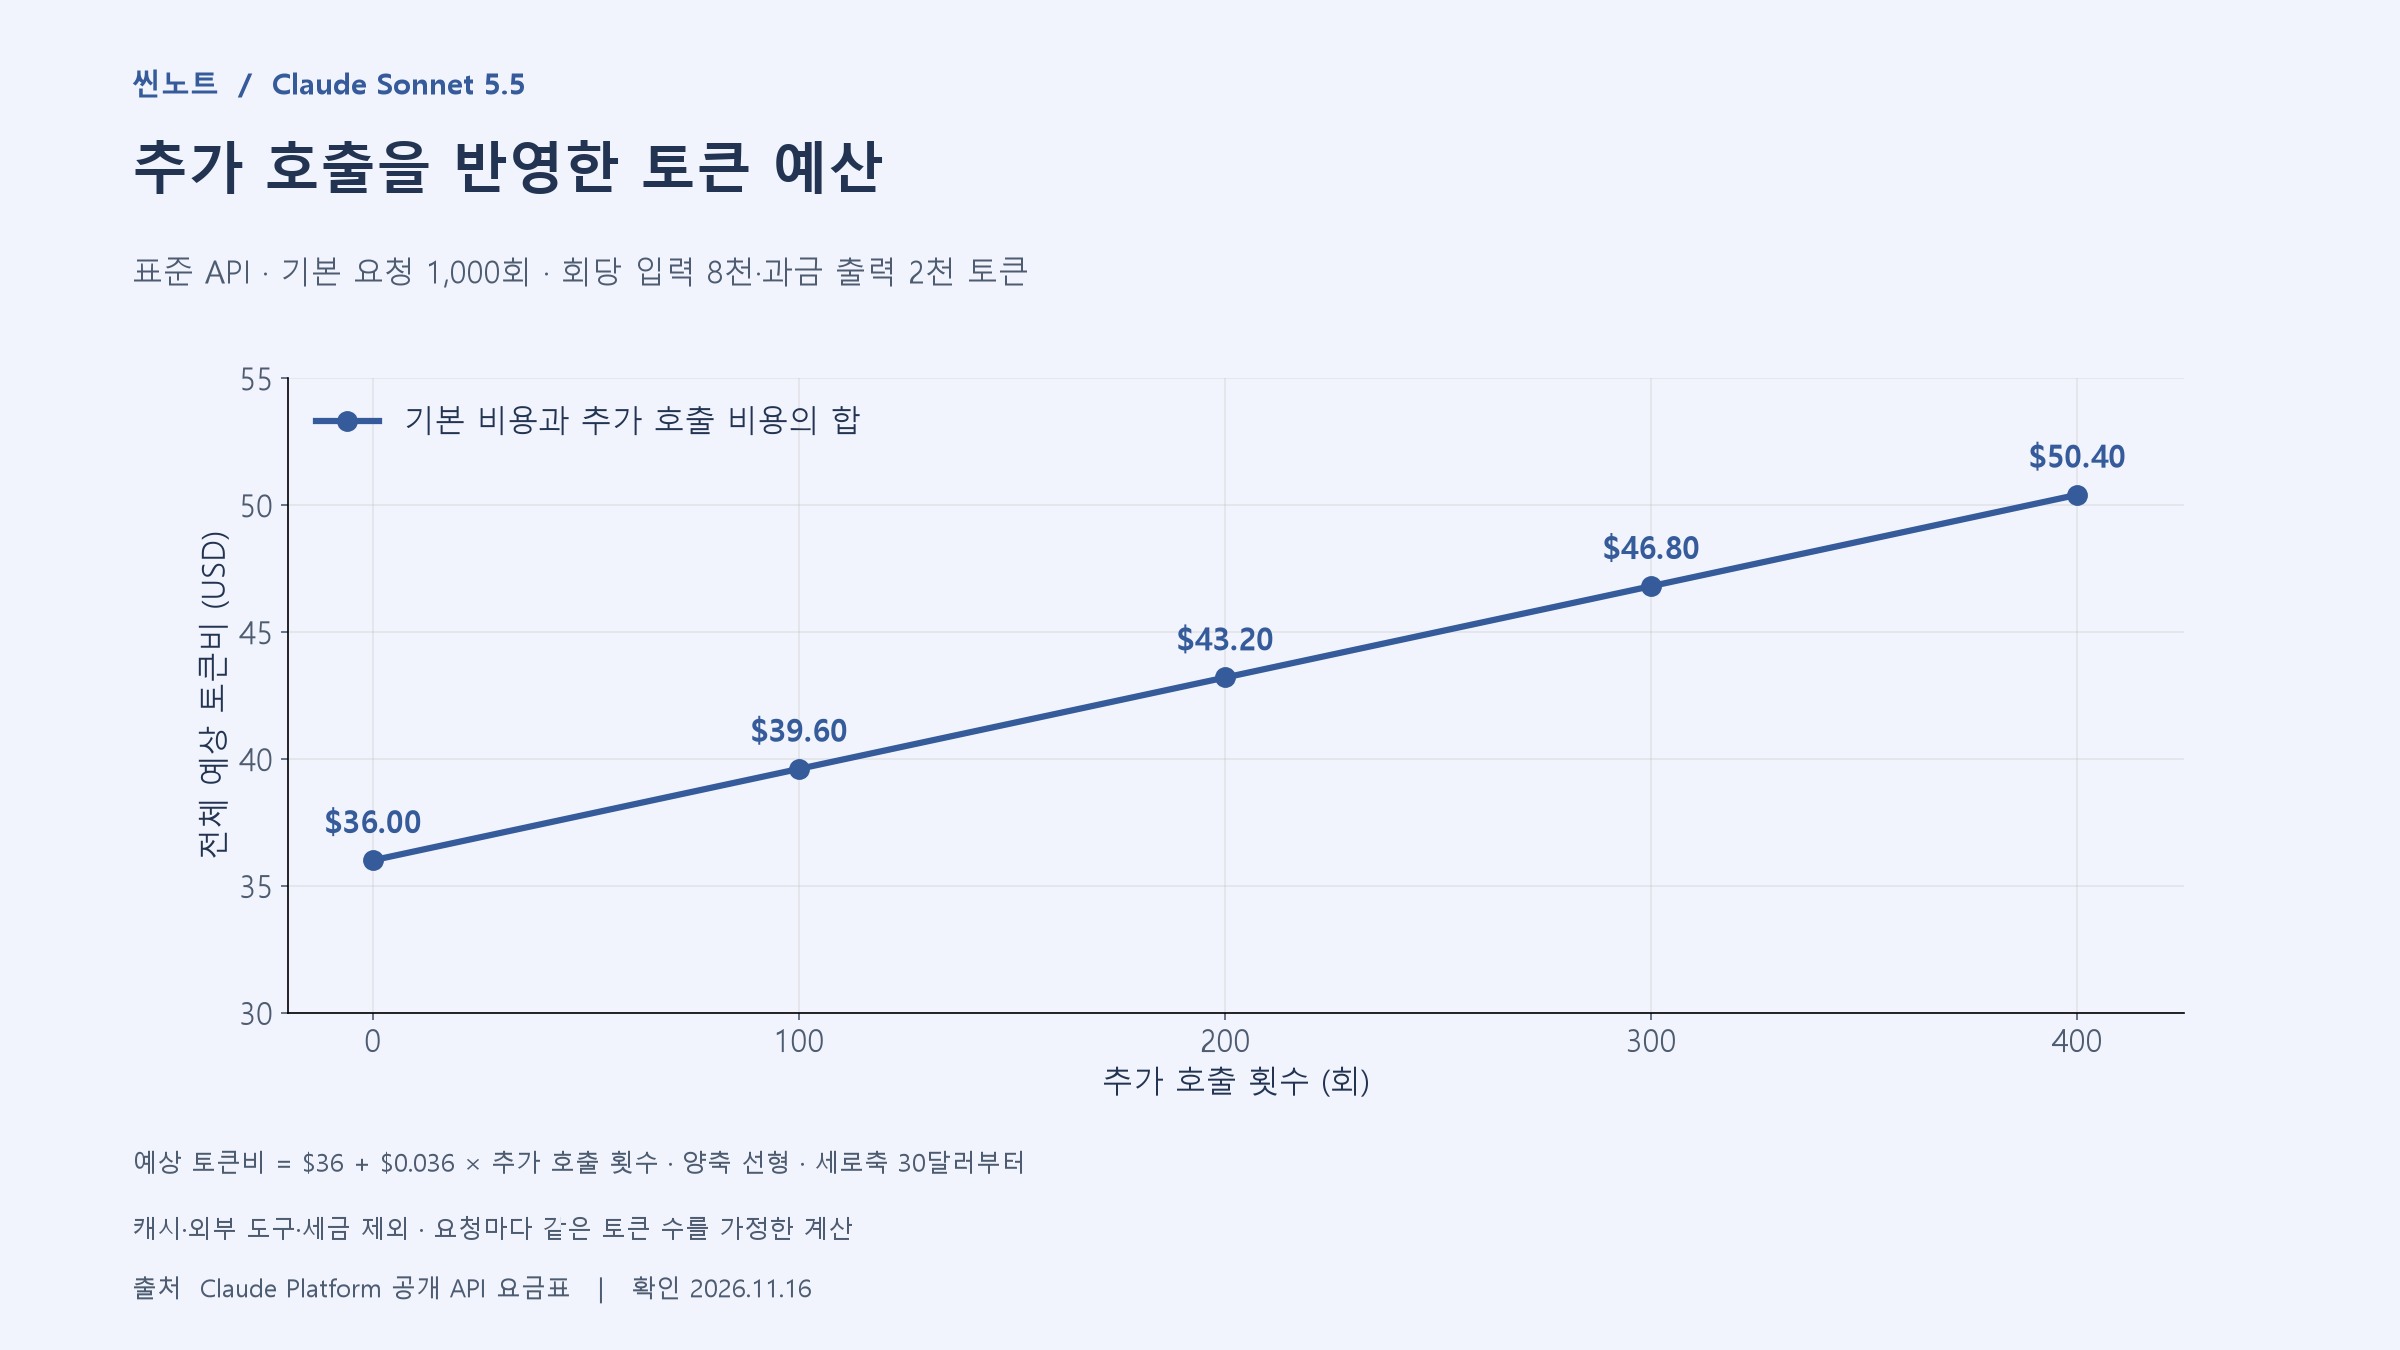 씬노트 / Claude Sonnet 5.5
추가 호출을 반영한 토큰 예산
표준 API · 기본 요청 1,000회 · 회당 입력 8천·과금 출력 2천 토큰
기본 비용과 추가 호출 비용의 합
전체 예상 토큰비 (USD)
55
50
45
40
35
30
$36.00
$39.60
$43.20
$46.80
$50.40
0 100 200 300 400
추가 호출 횟수 (회)
예상 토큰비 = $36 + $0.036 × 추가 호출 횟수 · 양축 선형 · 세로축 30달러부터
캐시·외부 도구·세금 제외 · 요청마다 같은 토큰 수를 가정한 계산
출처 Claude Platform 공개 API 요금표 | 확인 2026.11.16